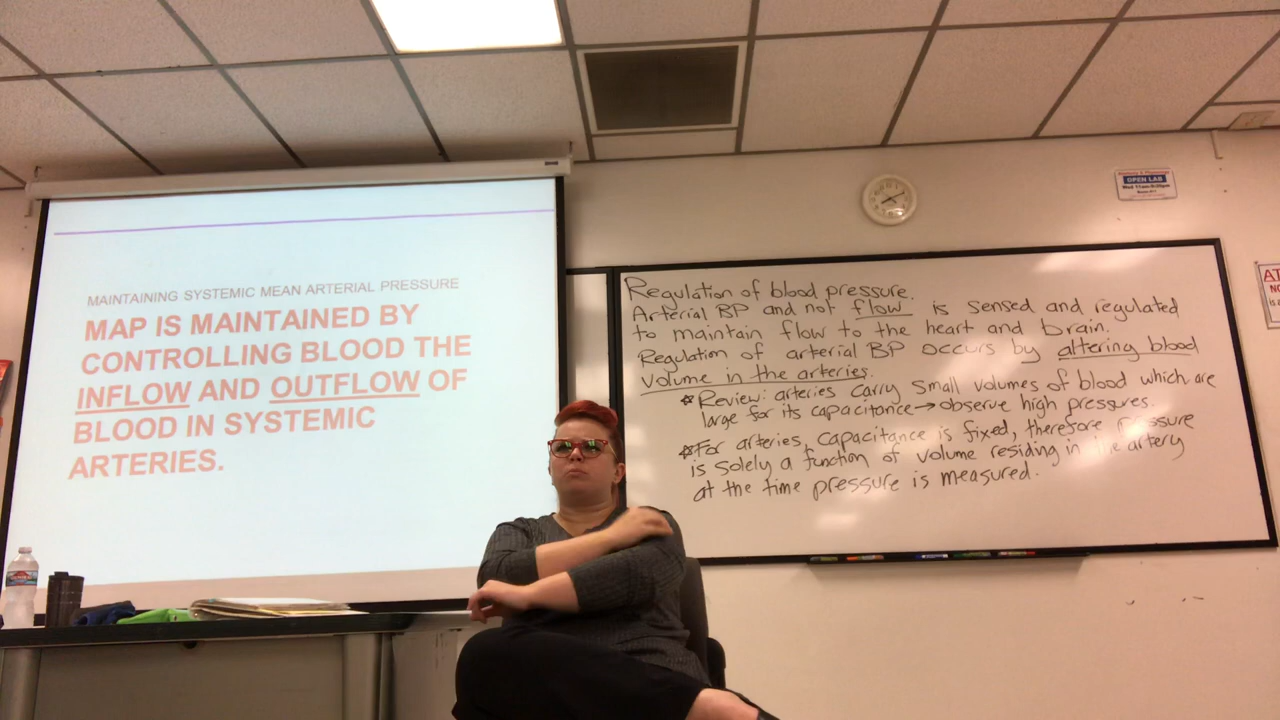 MAINTAINING SYSTEMIC MEAN ARTERIAL PRESSURE
MAP IS MAINTAINED BY
CONTROLLING BLOOD THE
INFLOW AND OUTFLOW OF
BLOOD IN SYSTEMIC
ARTERIES.
Regulation of blood pressure.
Arterial BP and not flow is sensed and regulated
to maintain flow to the heart and brain.
Regulation of arterial BP occurs by altering blood
volume in the arteries.
☆Review: arteries carry small volumes of blood which are
large for its capacitance→observe high pressures.
☆For arteries, capacitance is fixed, therefore pressure
is solely a function of volume residing in the artery
at the time pressure is measured.
OPEN LAB